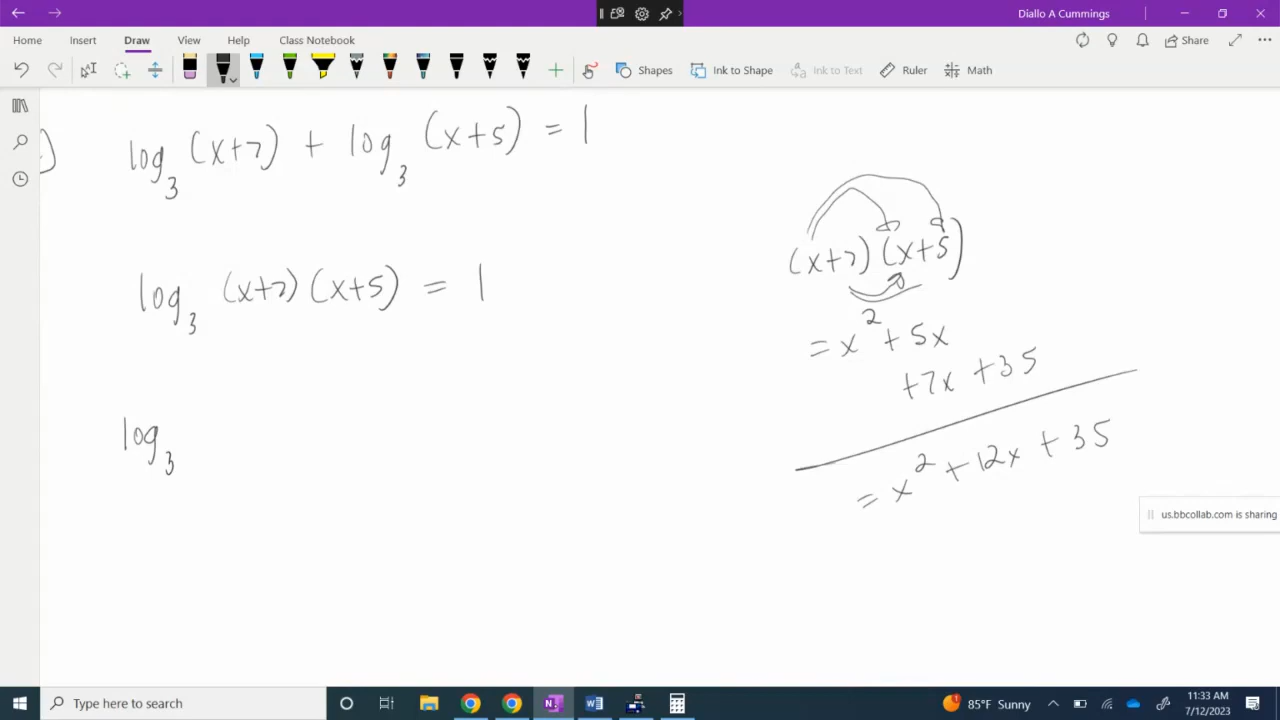 Diallo A Cummings
Home Insert Draw View Help Class Notebook
Share
Shapes Ink to Shape Ink to Text Ruler Math
) log₃ (x+7) + log₃ (x+5) = 1
(x+7) (x+5)
log₃ (x+7) (x+5) = 1
= x² + 5x
+7x +35
log₃
= x² + 12x + 35
us.bbcollab.com is sharing
Type here to search
85°F Sunny
11:33 AM
7/12/2023